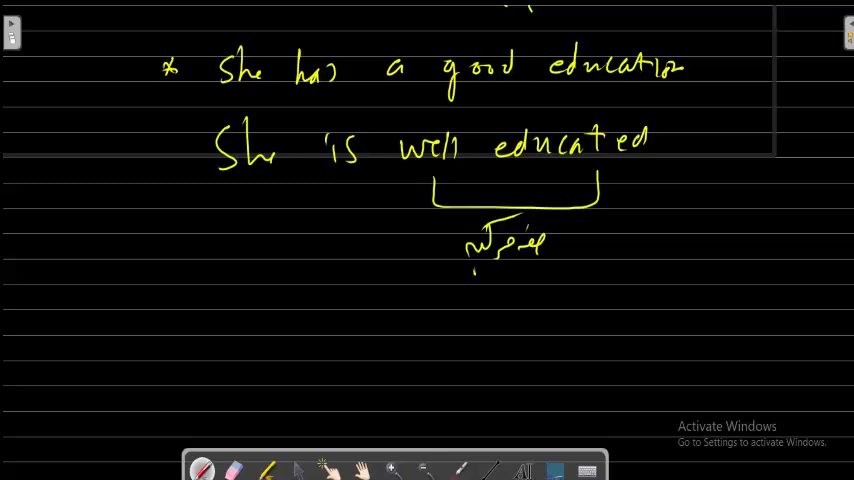 * She has a good education
She is well educated
Activate Windows
Go to Settings to activate Windows.